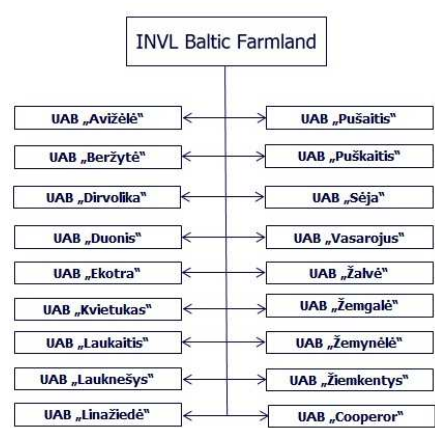 INVL Baltic Farmland
UAB „Avižėlė“
UAB „Pušaitis“
UAB „Beržytė“
UAB „Puškaitis“
UAB „Dirvolika“
UAB „Sėja“
UAB „Duonis“
UAB „Vasarojus“
UAB „Ekotra“
UAB „Žalvė“
UAB „Kvietukas“
UAB „Žemgalė“
UAB „Laukaitis“
UAB „Žemynėlė“
UAB „Lauknešys“
UAB „Žiemkentys“
UAB „Linažiedė“
UAB „Cooperor“